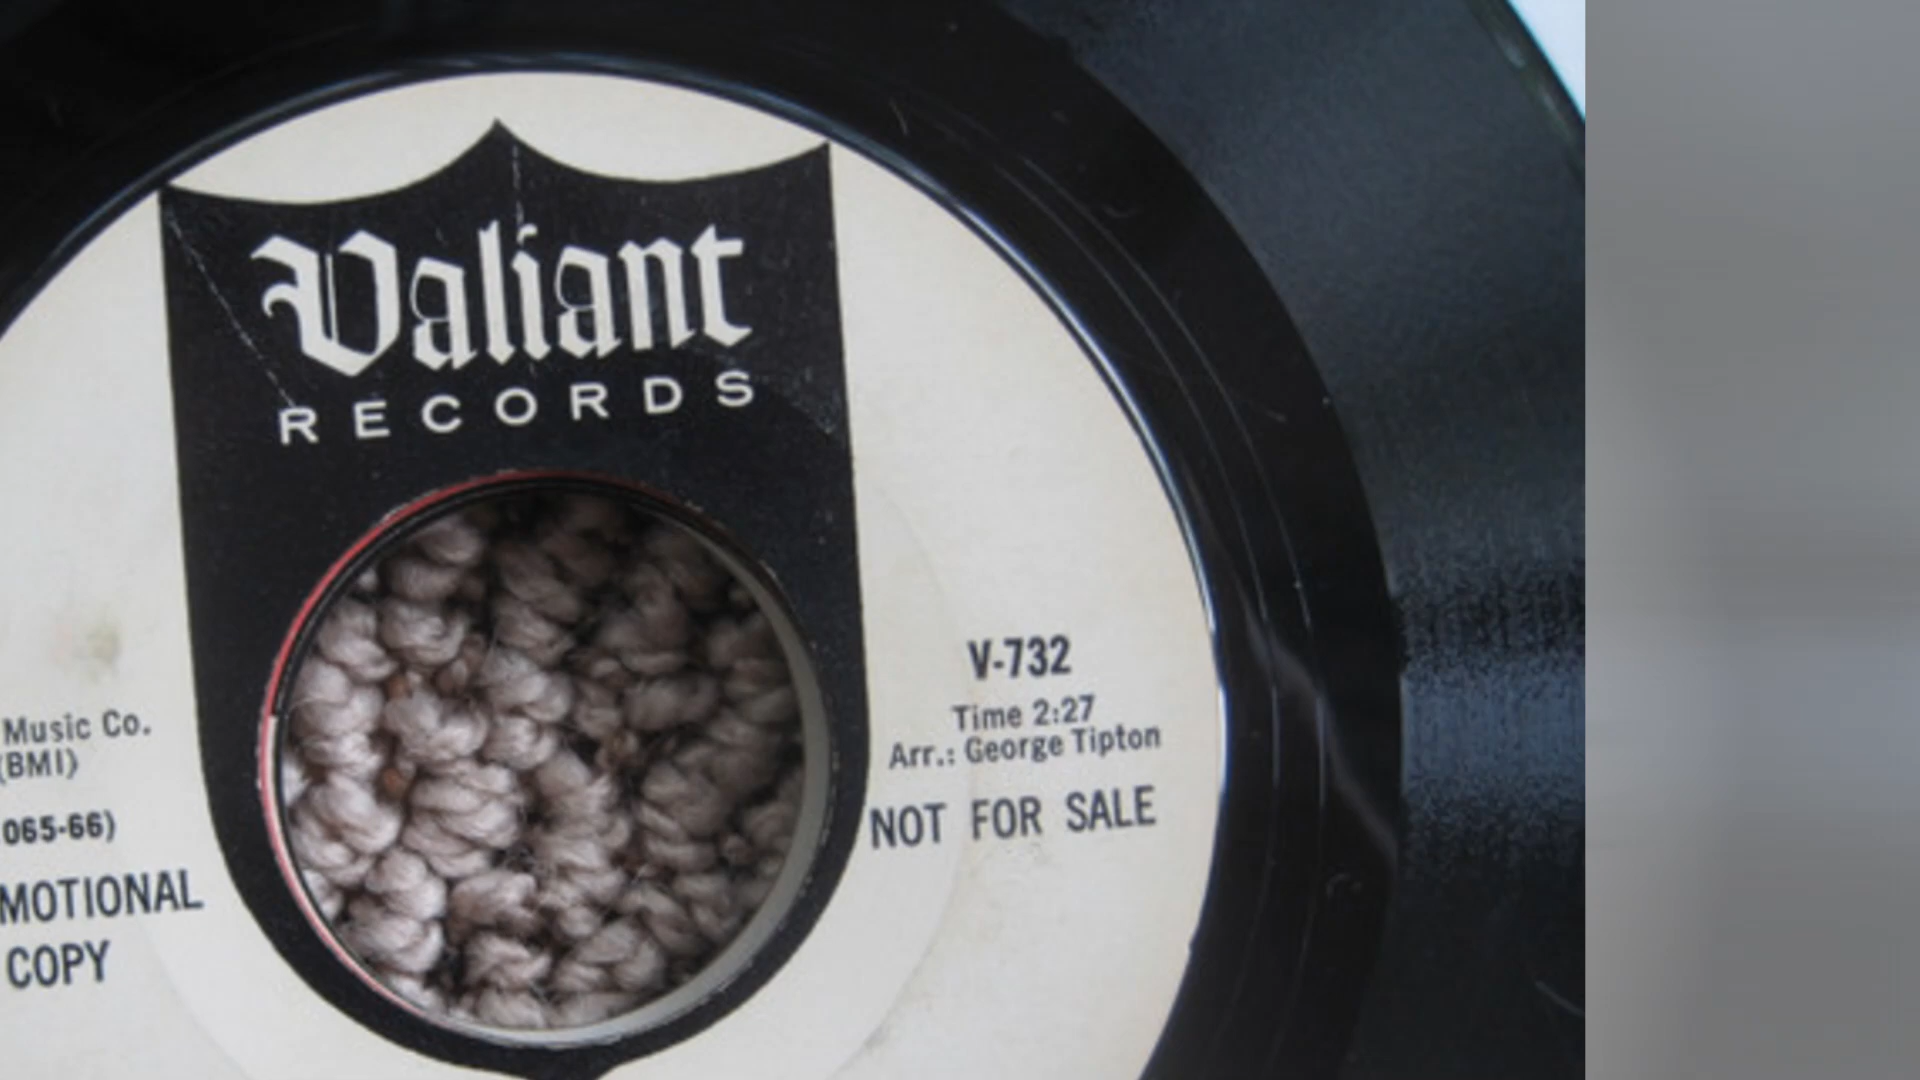 Valiant
RECORDS
Music Co.
(BMI)
065-66)
MOTIONAL
COPY
V-732
Time 2:27
Arr.: George Tipton
NOT FOR SALE